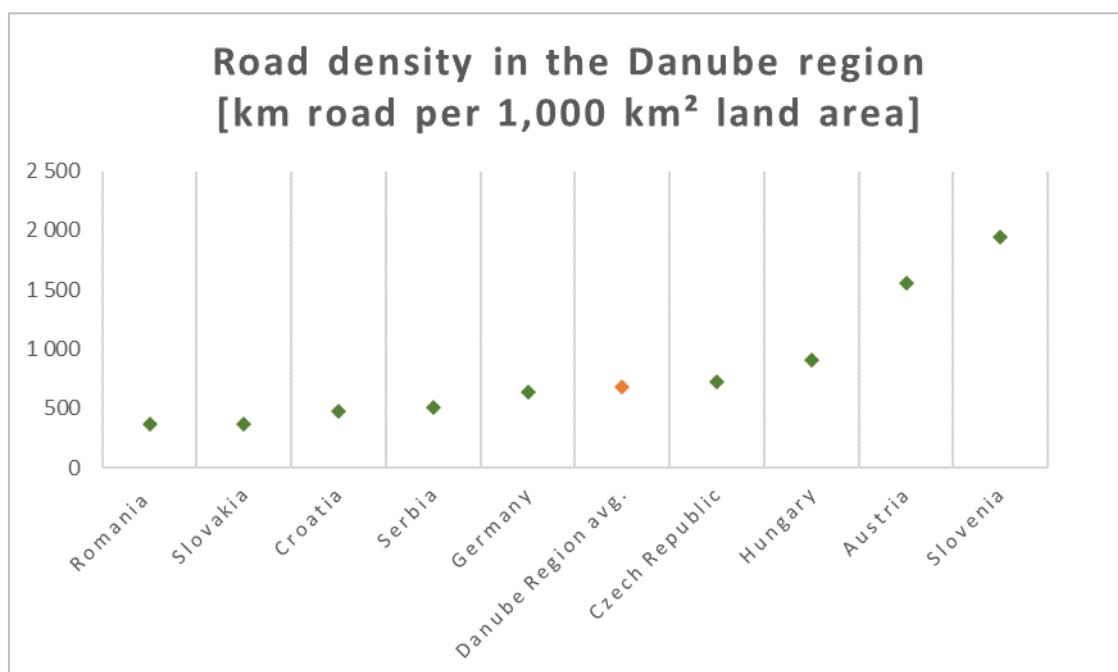 Road density in the Danube region
[km road per 1,000 km² land area]
2 500
2 000
1 500
1 000
500
0
Romania
Slovakia
Croatia
Serbia
Germany
Danube Region avg.
Czech Republic
Hungary
Austria
Slovenia